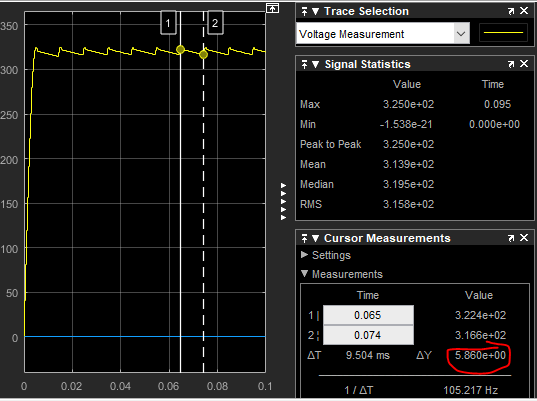 1
2
350
300
250
200
150
100
50
0
0
0.02
0.04
0.06
0.08
0.1
Trace Selection
Voltage Measurement
Signal Statistics
Value Time
Max 3.250e+02 0.095
Min -1.538e-21 0.000e+00
Peak to Peak 3.250e+02
Mean 3.139e+02
Median 3.195e+02
RMS 3.158e+02
Cursor Measurements
Settings
Measurements
Time Value
1 | 0.065 3.224e+02
2 ¦ 0.074 3.166e+02
ΔT 9.504 ms ΔY 5.860e+00
1 / ΔT 105.217 Hz